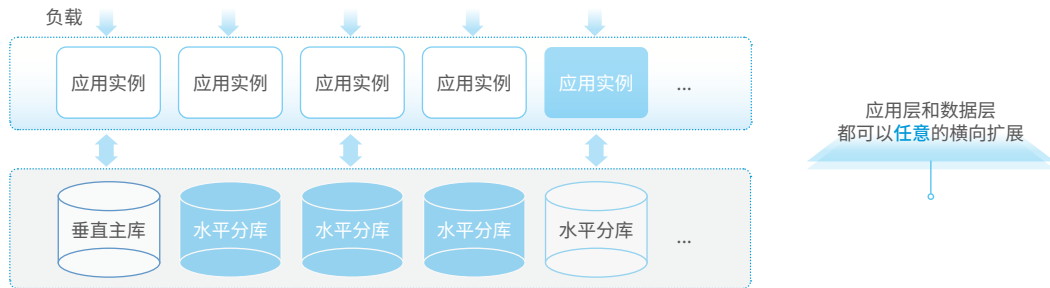 负载
应用实例 应用实例 应用实例 应用实例 应用实例 ...
应用层和数据层
都可以任意的横向扩展
垂直主库 水平分库 水平分库 水平分库 水平分库 ...